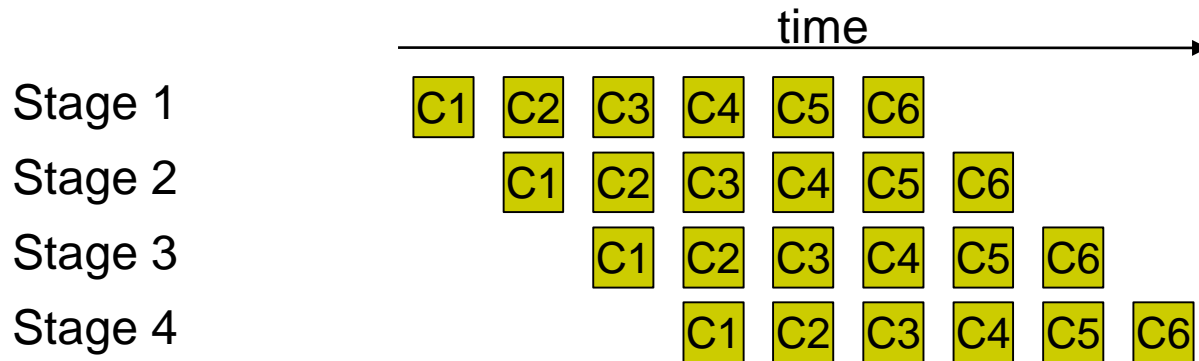 time
Stage 1 C1 C2 C3 C4 C5 C6
Stage 2 C1 C2 C3 C4 C5 C6
Stage 3 C1 C2 C3 C4 C5 C6
Stage 4 C1 C2 C3 C4 C5 C6